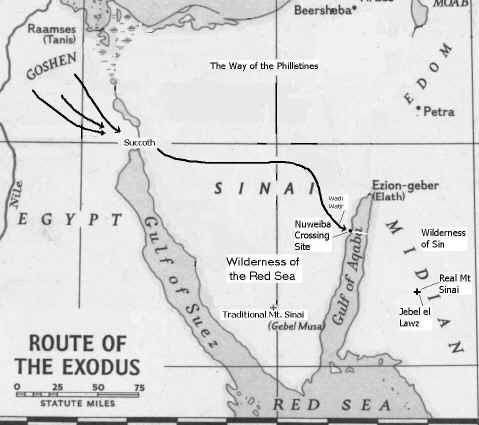 Beersheba
MOAB
Raamses
(Tanis)
GOSHEN
The Way of the Phillistines
EDOM
Petra
Succoth
SINAI
Ezion-geber
(Elath)
Wadi
Watir
Nile
EGYPT
Nuweiba
Crossing
Site
MIDIAN
Wilderness
of Sin
Gulf of Suez
Wilderness of
the Red Sea
Gulf of Aqaba
Real Mt
Sinai
Traditional Mt. Sinai
(Gebel Musa)
Jebel el
Lawz
ROUTE OF
THE EXODUS
0 25 50 75
STATUTE MILES
RED SEA